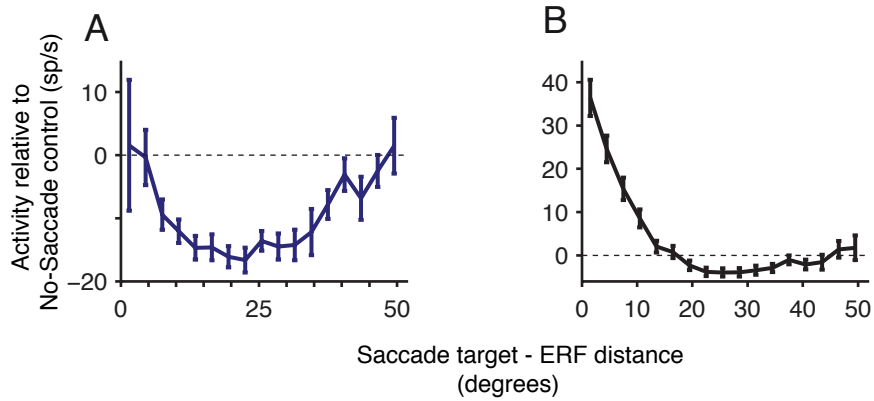 A
B
Activity relative to
No-Saccade control (sp/s)
10
0
−20
0
25
50
40
30
20
10
0
0
10
20
30
40
50
Saccade target - ERF distance
(degrees)